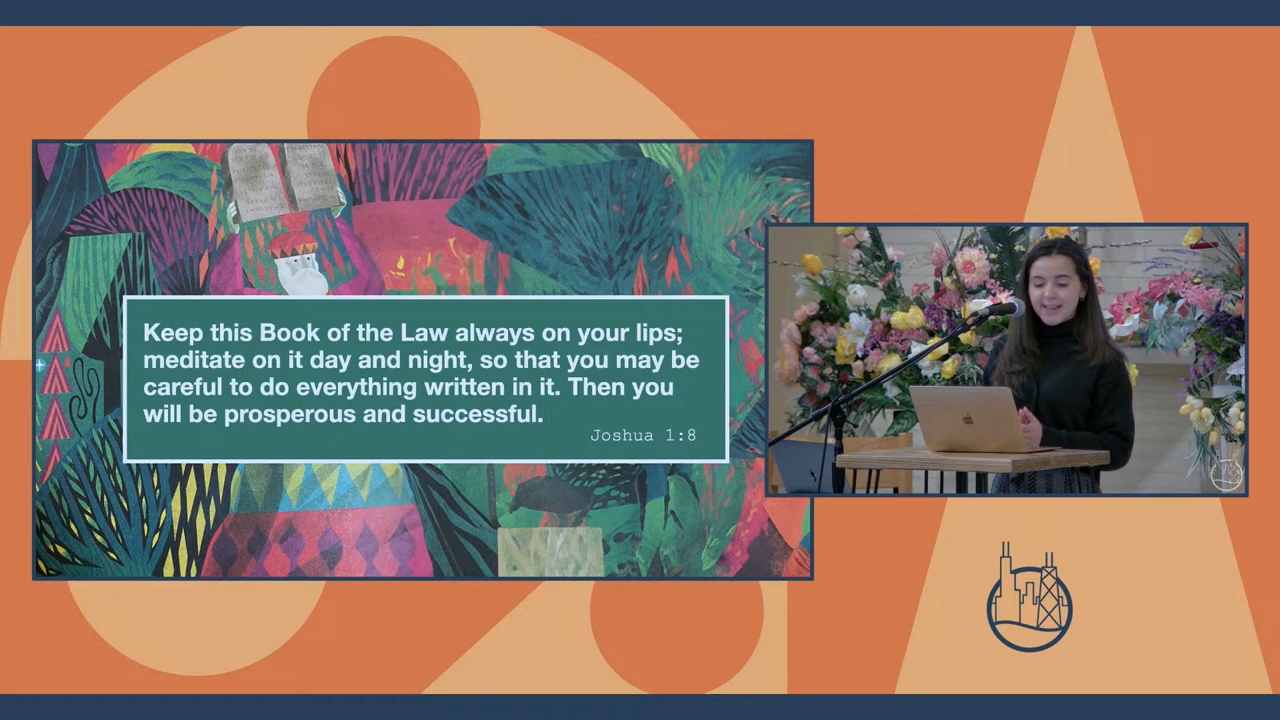 Keep this Book of the Law always on your lips;
meditate on it day and night, so that you may be
careful to do everything written in it. Then you
will be prosperous and successful.
Joshua 1:8